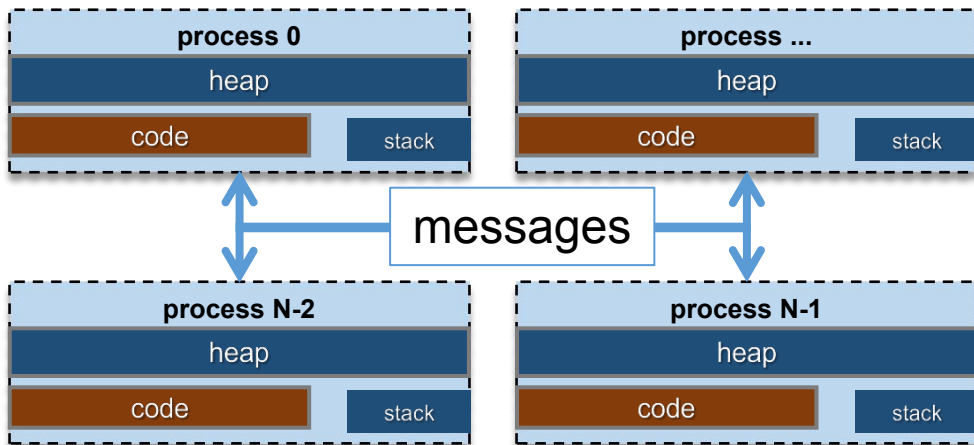 process 0
heap
code
stack
process ...
heap
code
stack
messages
process N-2
heap
code
stack
process N-1
heap
code
stack